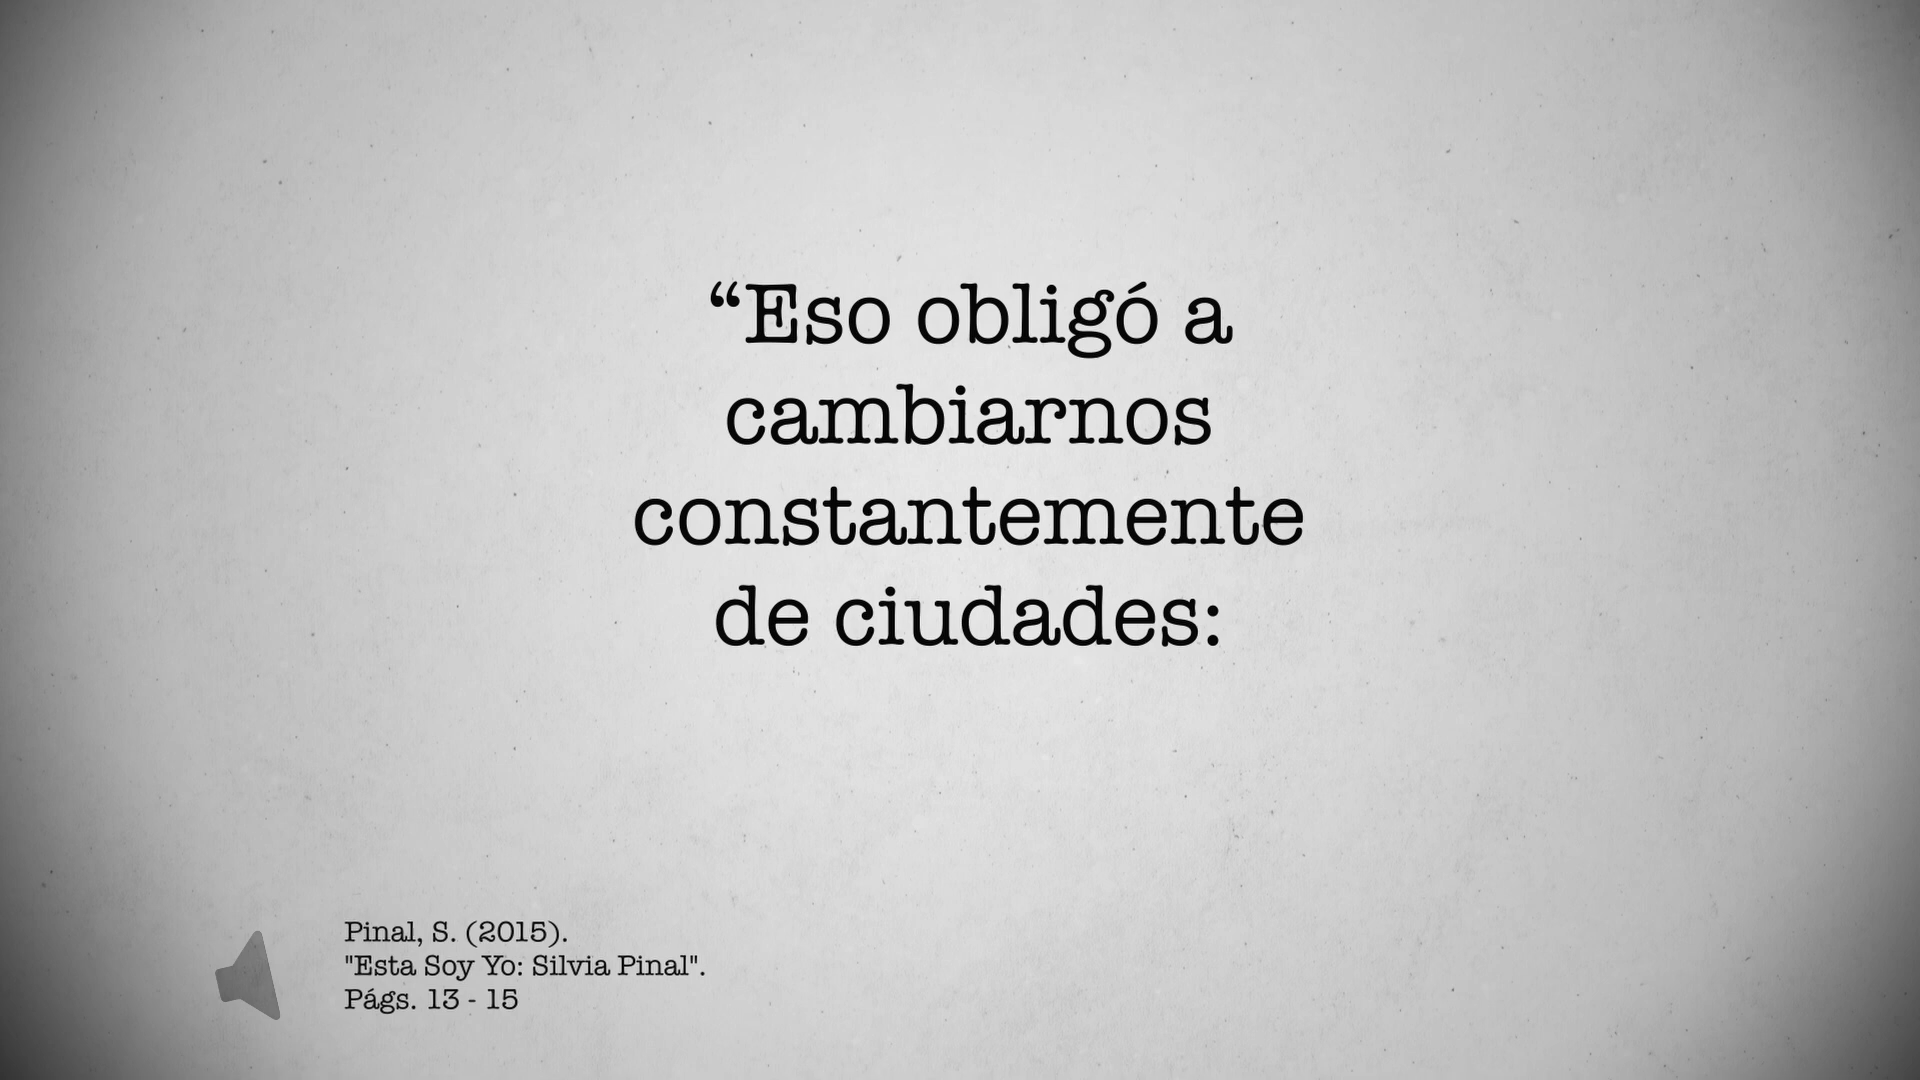 “Eso obligó a
cambiarnos
constantemente
de ciudades:
Pinal, S. (2015).
"Esta Soy Yo: Silvia Pinal".
Págs. 13 - 15